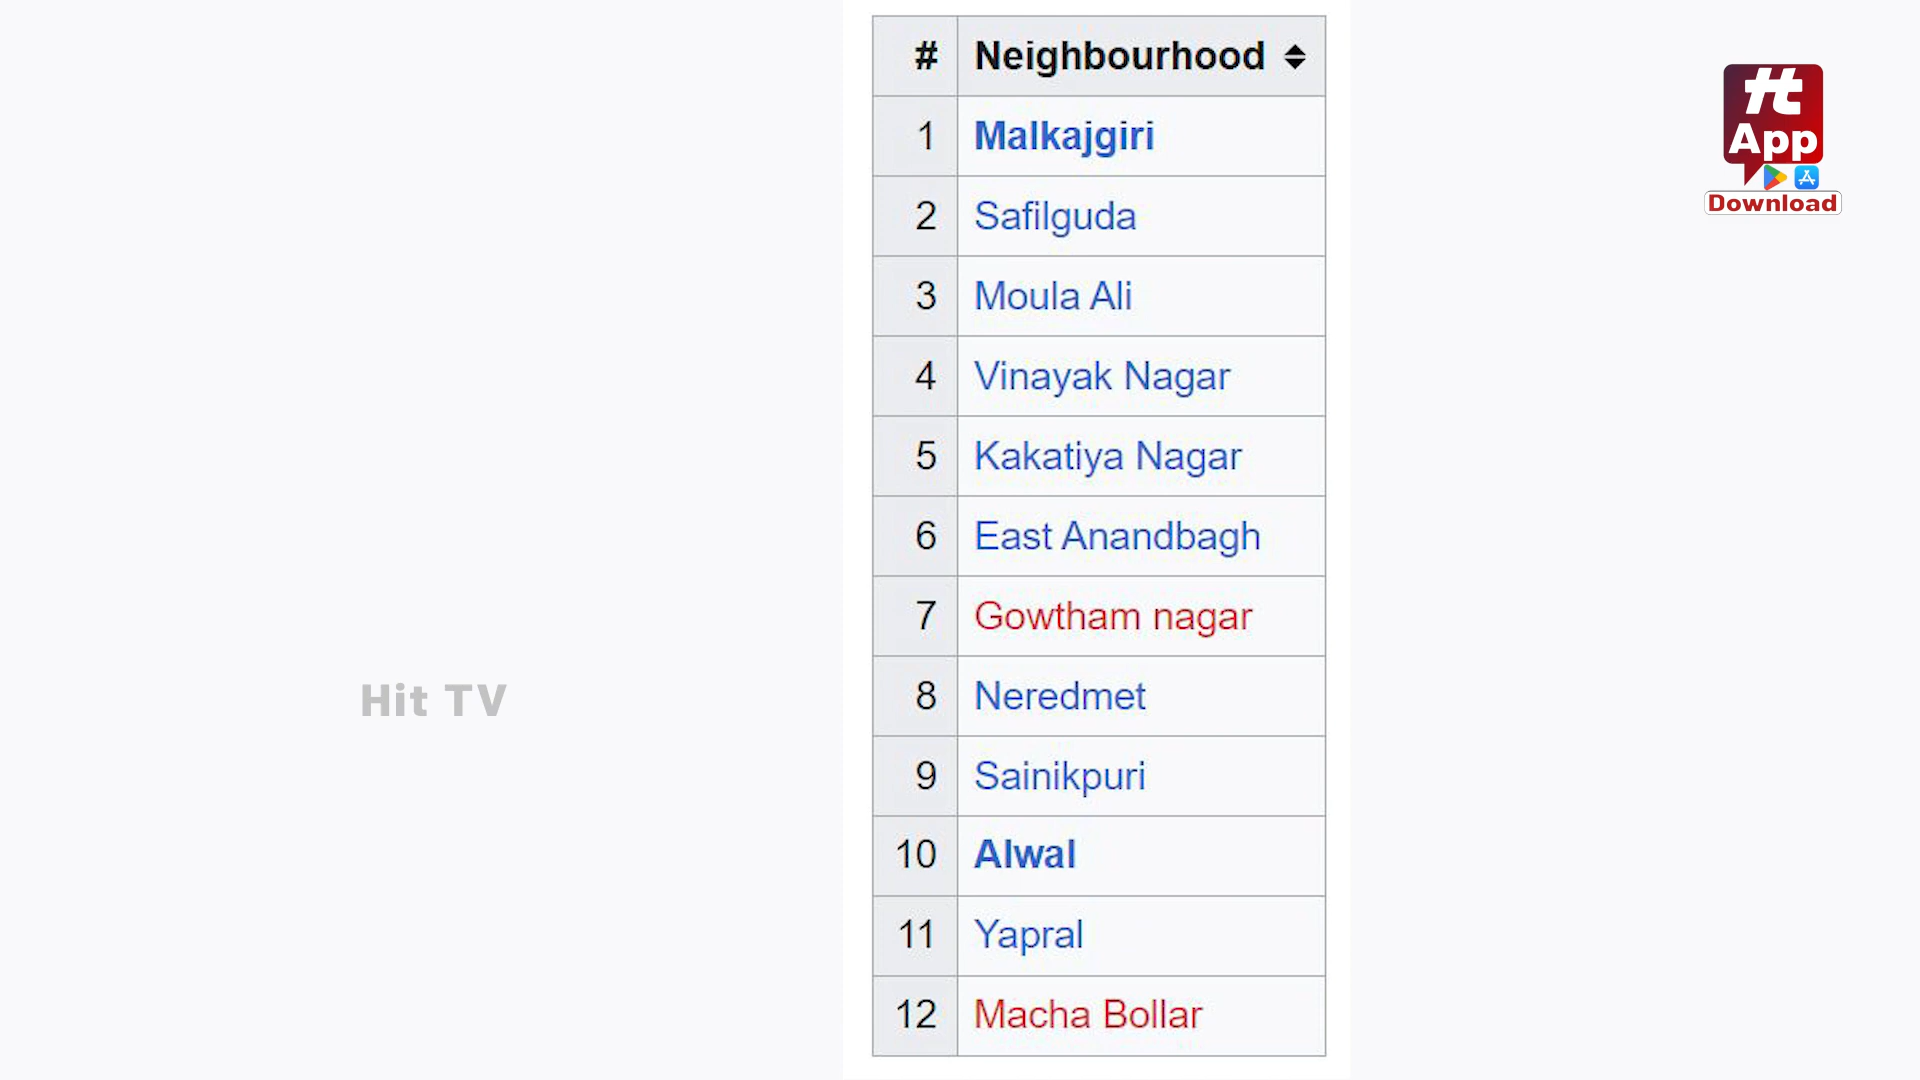 # Neighbourhood
1 Malkajgiri
2 Safilguda
3 Moula Ali
4 Vinayak Nagar
5 Kakatiya Nagar
6 East Anandbagh
7 Gowtham nagar
8 Neredmet
9 Sainikpuri
10 Alwal
11 Yapral
12 Macha Bollar
Hit TV
tt
App
Download